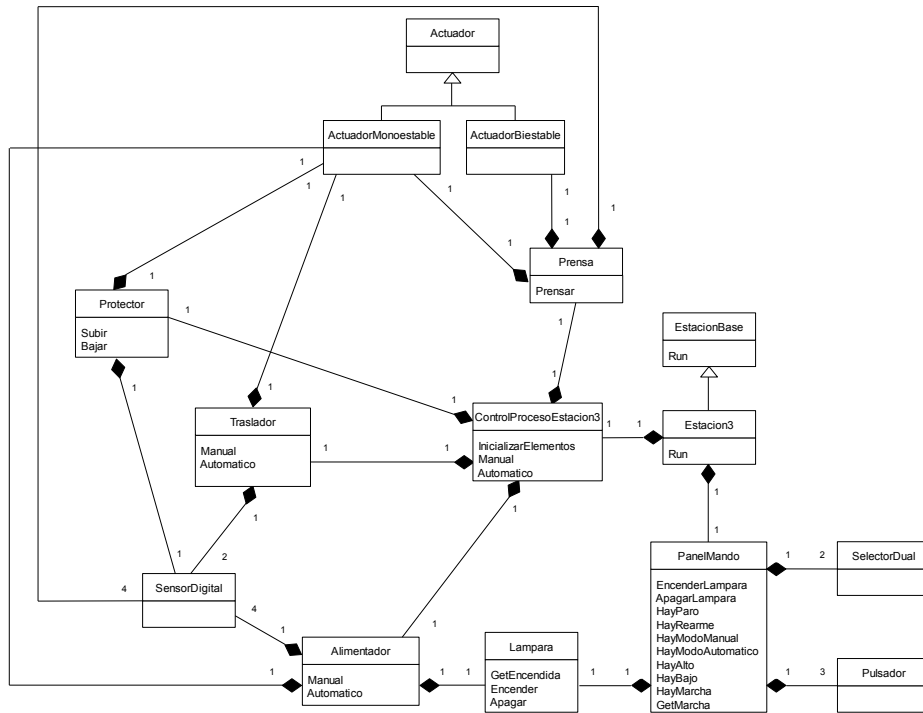 Actuador
ActuadorMonoestable
ActuadorBiestable
1
1
1
1
1
1
1
1
1
Prensa
Prensar
1
Protector
Subir
Bajar
1
1
EstacionBase
Run
1
1
1
ControlProcesoEstacion3
InicializarElementos
Manual
Automatico
1
1
Estacion3
Run
Traslador
Manual
Automatico
1
1
1
1
1
1
2
1
1
PanelMando
EncenderLampara
ApagarLampara
HayParo
HayRearme
HayModoManual
HayModoAutomatico
HayAlto
HayBajo
HayMarcha
GetMarcha
1
2
SelectorDual
SensorDigital
4
4
1
1
Alimentador
Manual
Automatico
Lampara
GetEncendida
Encender
Apagar
1
1
1
1
1
1
3
Pulsador